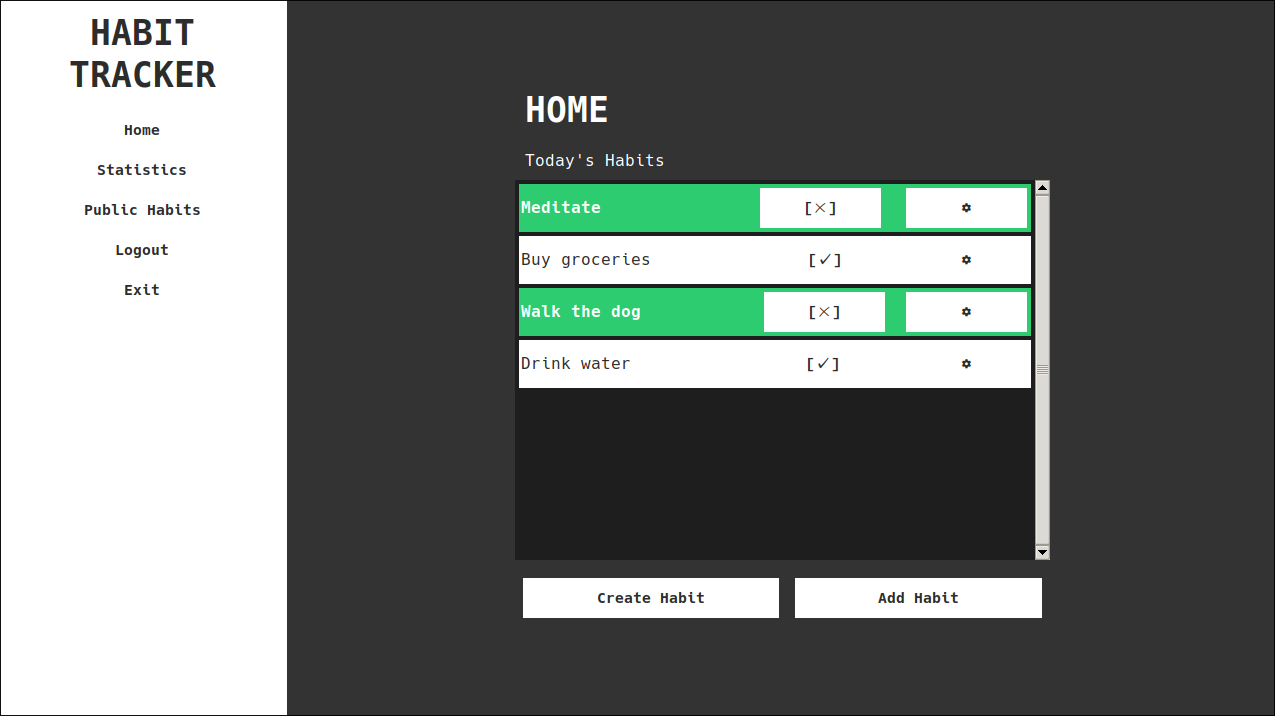 HABIT
TRACKER
Home
Statistics
Public Habits
Logout
Exit
HOME
Today's Habits
Meditate [×] ✡
Buy groceries [✓] ✡
Walk the dog [×] ✡
Drink water [✓] ✡
Create Habit Add Habit